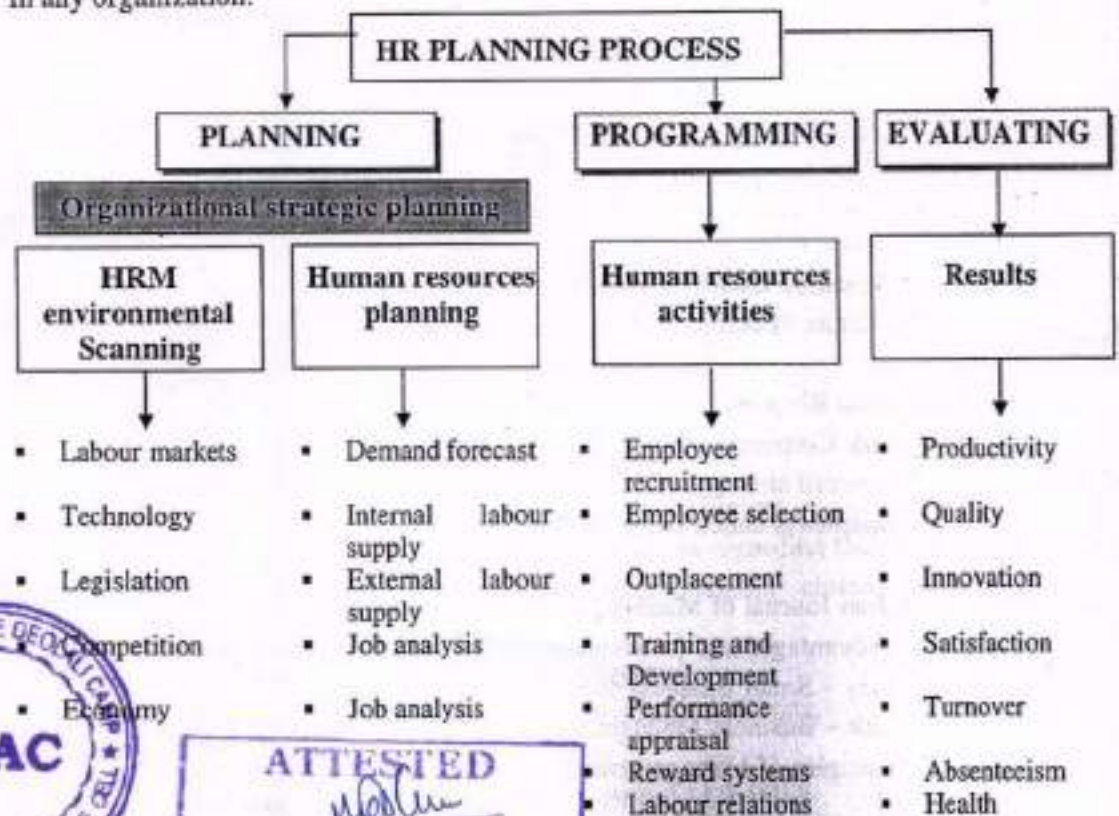 In any organization.
HR PLANNING PROCESS
PLANNING
PROGRAMMING
EVALUATING
Organizational strategic planning
HRM
environmental
Scanning
Human resources
planning
Human resources
activities
Results
▪ Labour markets
▪ Technology
▪ Legislation
▪ Competition
▪ Economy
▪ Demand forecast
▪ Internal labour
supply
▪ External labour
supply
▪ Job analysis
▪ Job analysis
▪ Employee
recruitment
▪ Employee selection
▪ Outplacement
▪ Training and
Development
▪ Performance
appraisal
▪ Reward systems
▪ Labour relations
▪ Productivity
▪ Quality
▪ Innovation
▪ Satisfaction
▪ Turnover
▪ Absenteeism
▪ Health
DEOLALI CAMP ★
AC
ATTESTED